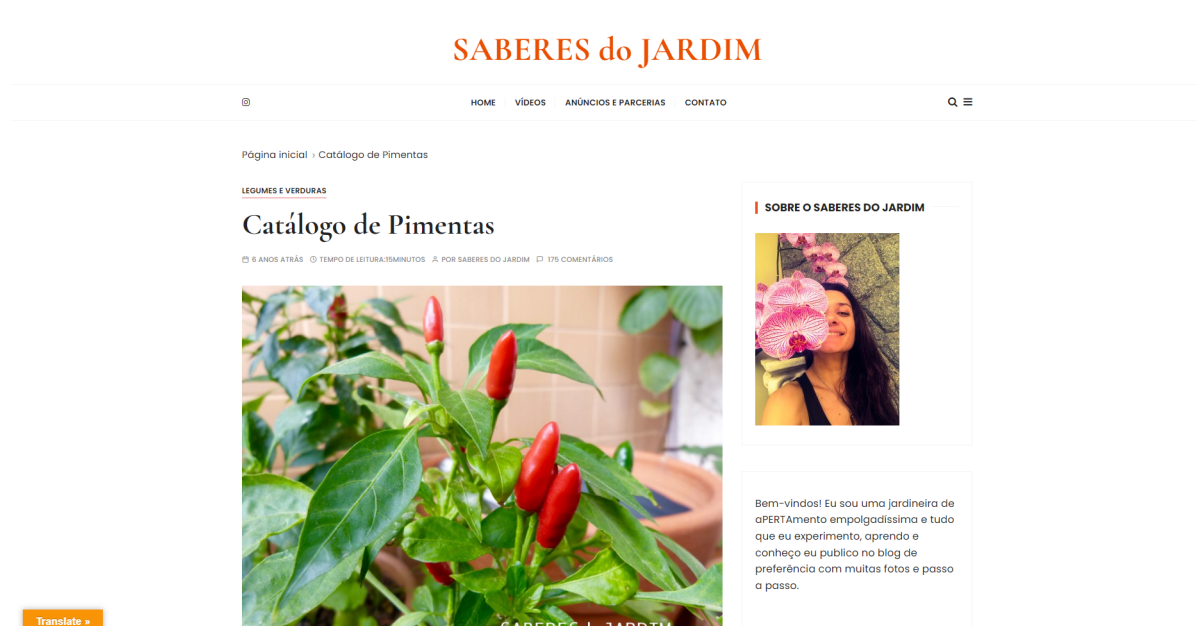 SABERES do JARDIM
HOME
VÍDEOS
ANÚNCIOS E PARCERIAS
CONTATO
Página inicial › Catálogo de Pimentas
LEGUMES E VERDURAS
Catálogo de Pimentas
6 ANOS ATRÁS
TEMPO DE LEITURA:15MINUTOS
POR SABERES DO JARDIM
175 COMENTÁRIOS
SOBRE O SABERES DO JARDIM
Bem-vindos! Eu sou uma jardineira de
aPERTAmento empolgadíssima e tudo
que eu experimento, aprendo e
conheço eu publico no blog de
preferência com muitas fotos e passo
a passo.
Translate »